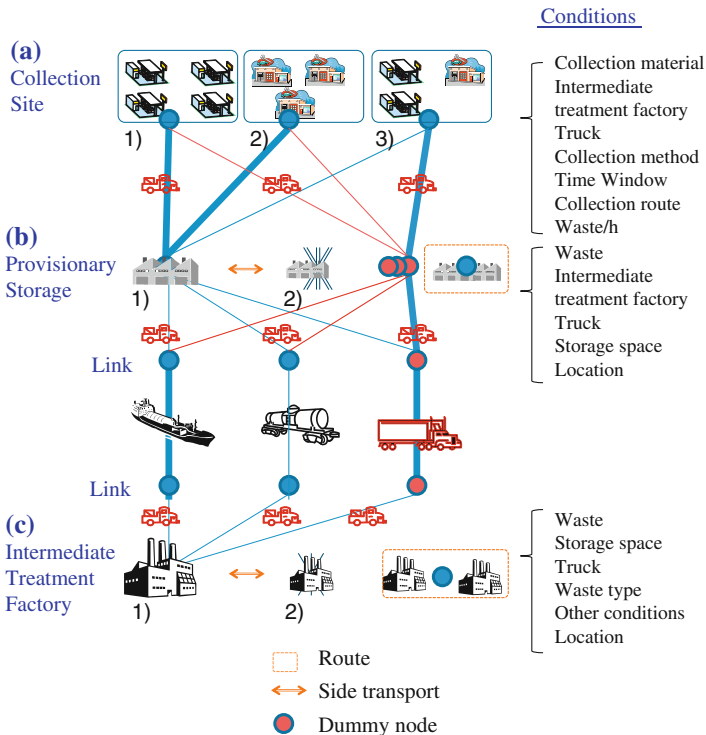 Conditions
(a)
Collection
Site
1)
2)
3)
Collection material
Intermediate
treatment factory
Truck
Collection method
Time Window
Collection route
Waste/h
(b)
Provisionary
Storage
1)
2)
Waste
Intermediate
treatment factory
Truck
Storage space
Location
Link
Link
(c)
Intermediate
Treatment
Factory
1)
2)
Waste
Storage space
Truck
Waste type
Other conditions
Location
Route
Side transport
Dummy node